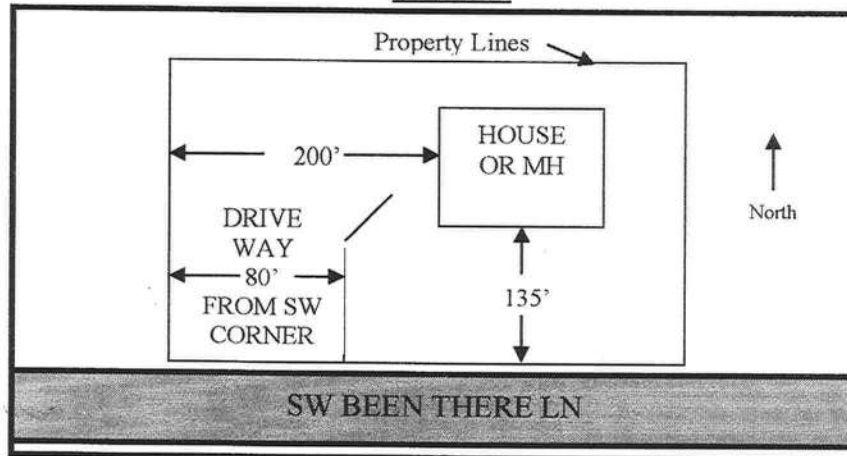 Property Lines
HOUSE
OR MH
200’
North
DRIVE
WAY
80’
FROM SW
CORNER
135’
SW BEEN THERE LN